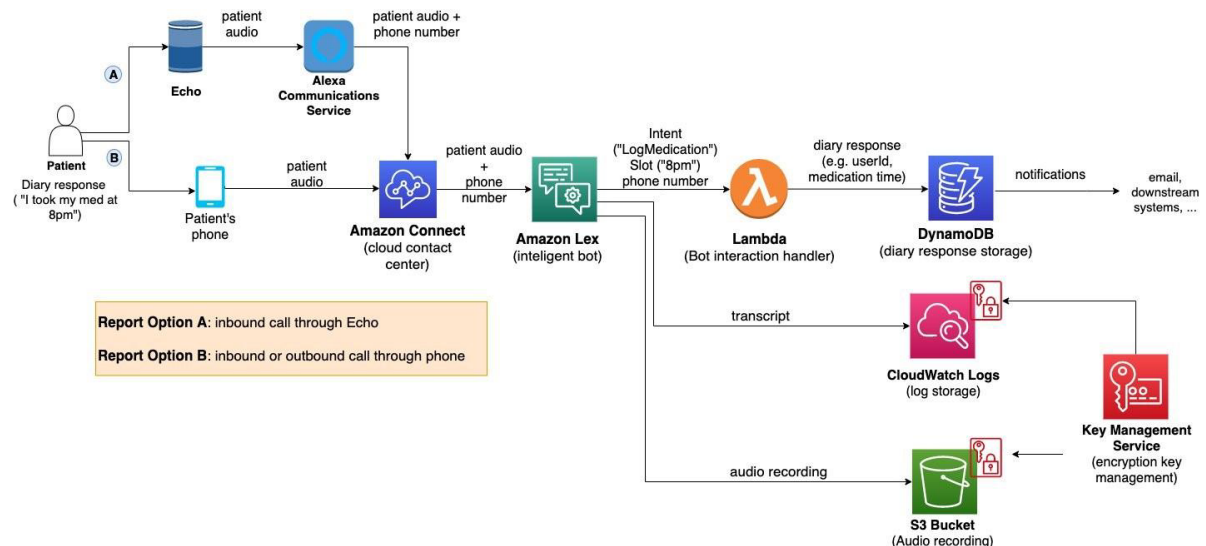 patient
audio
patient audio +
phone number
A
Echo
Alexa
Communications
Service
Patient
Diary response
( "I took my med at
8pm")
B
Patient's
phone
patient
audio
Amazon Connect
(cloud contact
center)
patient audio
+
phone
number
Amazon Lex
(inteligent bot)
Intent
("LogMedication")
Slot ("8pm")
phone number
Lambda
(Bot interaction handler)
diary response
(e.g. userId,
medication time)
DynamoDB
(diary response storage)
notifications
email,
downstream
systems, ...
Report Option A: inbound call through Echo
Report Option B: inbound or outbound call through phone
transcript
CloudWatch Logs
(log storage)
Key Management
Service
(encryption key
management)
audio recording
S3 Bucket
(Audio recording)